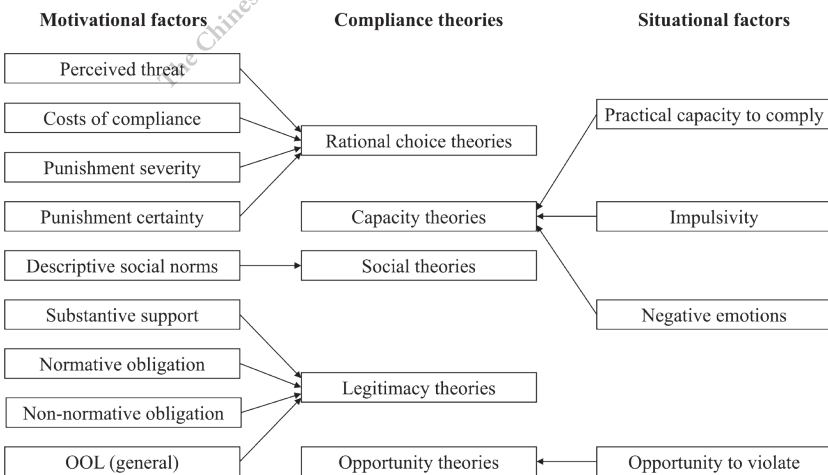 Motivational factors
Compliance theories
Situational factors
The Chines
Perceived threat
Costs of compliance
Punishment severity
Punishment certainty
Descriptive social norms
Substantive support
Normative obligation
Non-normative obligation
OOL (general)
Rational choice theories
Capacity theories
Social theories
Legitimacy theories
Opportunity theories
Practical capacity to comply
Impulsivity
Negative emotions
Opportunity to violate